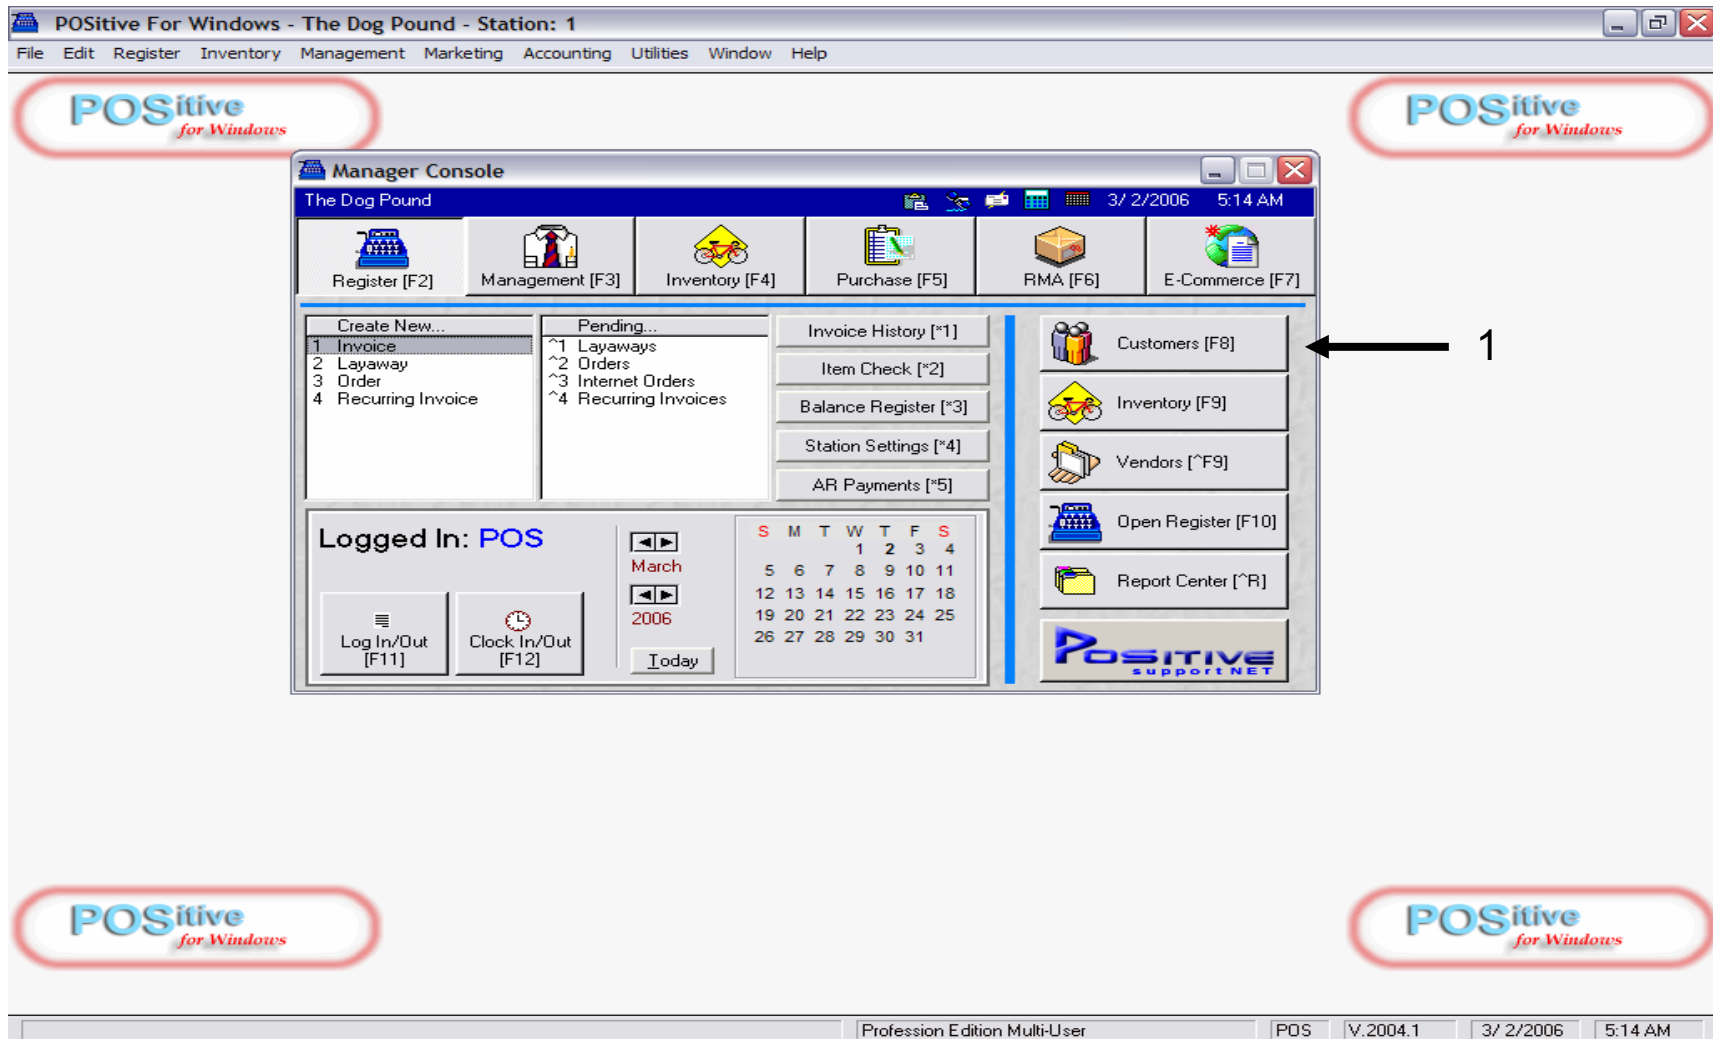 POSitive For Windows - The Dog Pound - Station: 1
File Edit Register Inventory Management Marketing Accounting Utilities Window Help
POSitive
for Windows
POSitive
for Windows
Manager Console
The Dog Pound 3/ 2/2006 5:14 AM
Register [F2] Management [F3] Inventory [F4] Purchase [F5] RMA [F6] E-Commerce [F7]
Create New...
1 Invoice
2 Layaway
3 Order
4 Recurring Invoice
Pending...
^1 Layaways
^2 Orders
^3 Internet Orders
^4 Recurring Invoices
Invoice History [*1]
Item Check [*2]
Balance Register [*3]
Station Settings [*4]
AR Payments [*5]
Customers [F8]
1
Inventory [F9]
Vendors [^F9]
Open Register [F10]
Report Center [^R]
POSITIVE
support NET
Logged In: POS
Log In/Out
[F11]
Clock In/Out
[F12]
March
2006
Today
S M T W T F S
1 2 3 4
5 6 7 8 9 10 11
12 13 14 15 16 17 18
19 20 21 22 23 24 25
26 27 28 29 30 31
POSitive
for Windows
POSitive
for Windows
Profession Edition Multi-User POS V.2004.1 3/ 2/2006 5:14 AM